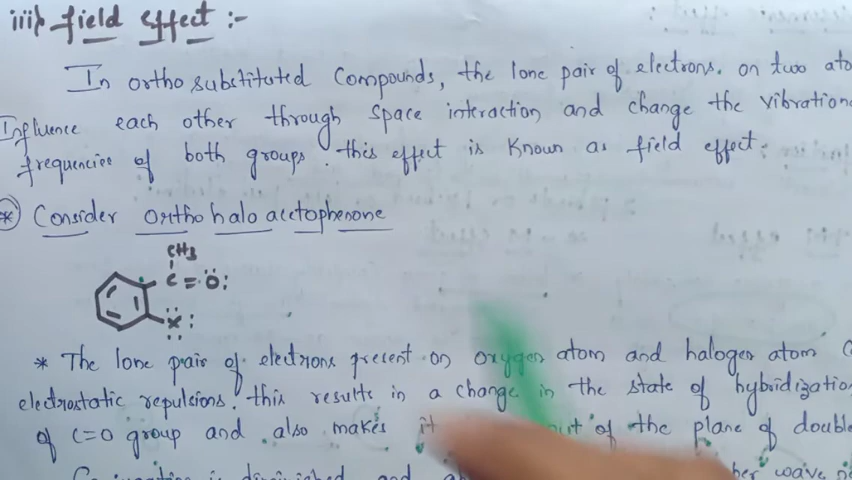 iii) field effect :-
In ortho substituted compounds, the lone pair of electrons. on two ato
Influence each other through space interaction and change the vibration
frequencies of both groups. this effect is known as field effect.
* Consider ortho halo acetophenone
CH3
C = O
X
* The lone pair of electrons present on oxygen atom and halogen atom
electrostatic repulsions. this results in a change in the state of hybridization
of C=O group and also makes it out of the plane of double
is diminished and wave